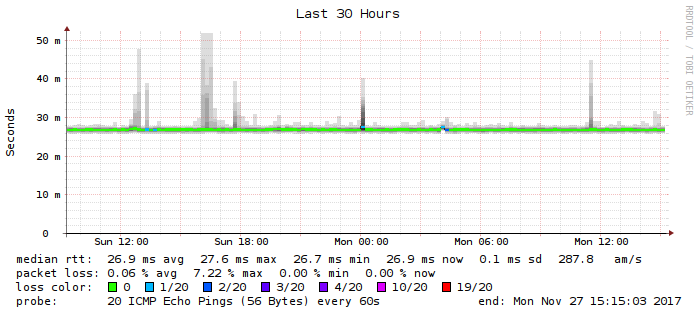 Last 30 Hours
RRDTOOL / TOBI OETIKER
Seconds
50 m
40 m
30 m
20 m
10 m
0
Sun 12:00 Sun 18:00 Mon 00:00 Mon 06:00 Mon 12:00
median rtt: 26.9 ms avg 27.6 ms max 26.7 ms min 26.9 ms now 0.1 ms sd 287.8 am/s
packet loss: 0.06 % avg 7.22 % max 0.00 % min 0.00 % now
loss color: 0 1/20 2/20 3/20 4/20 10/20 19/20
probe: 20 ICMP Echo Pings (56 Bytes) every 60s end: Mon Nov 27 15:15:03 2017